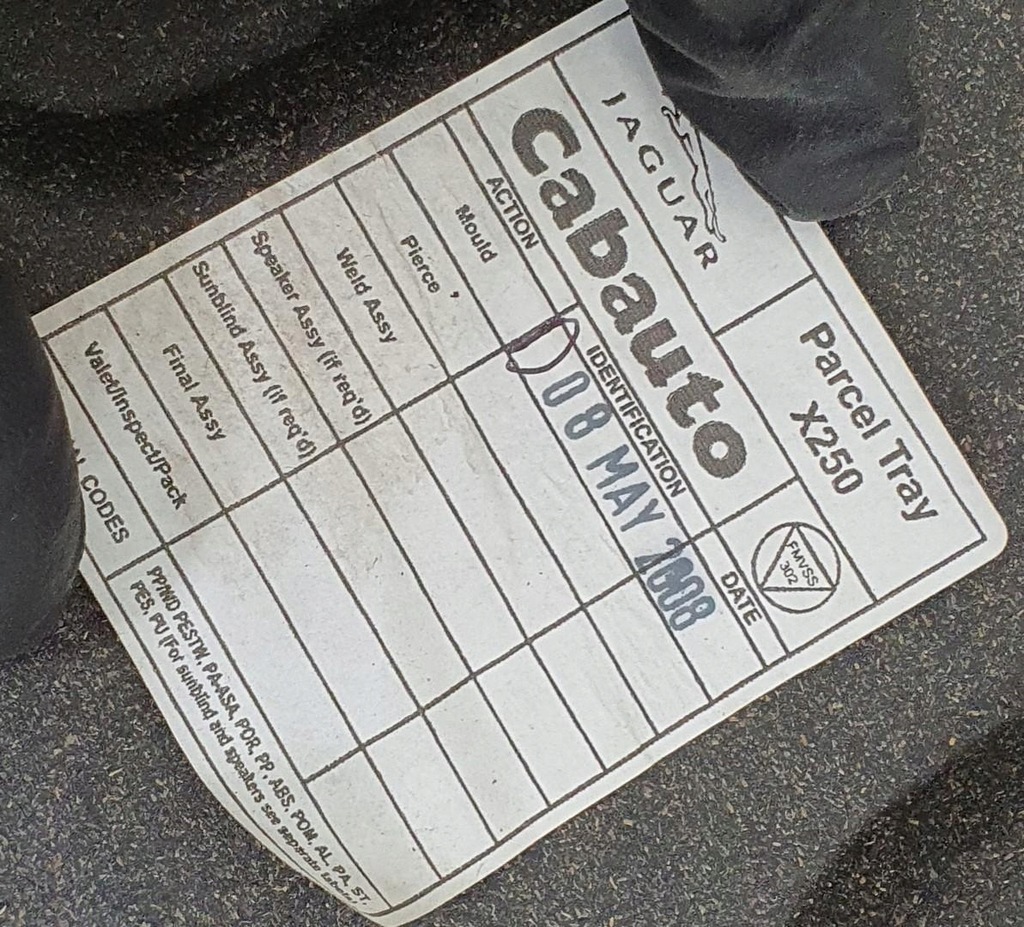 JAGUAR
Parcel Tray
X250
Cabauto
FMVSS
302
ACTION IDENTIFICATION DATE
Mould 08 MAY 2008
Pierce
Weld Assy
Speaker Assy (if req'd)
Sunblind Assy (if req'd)
Final Assy
Valet/Inspect/Pack
CODES
PP/WD PESTW, PA-ASA, POR, PP, ABS, POM, AL, PA, ST,
PES, PU (For sunblind and speakers see separate labels)